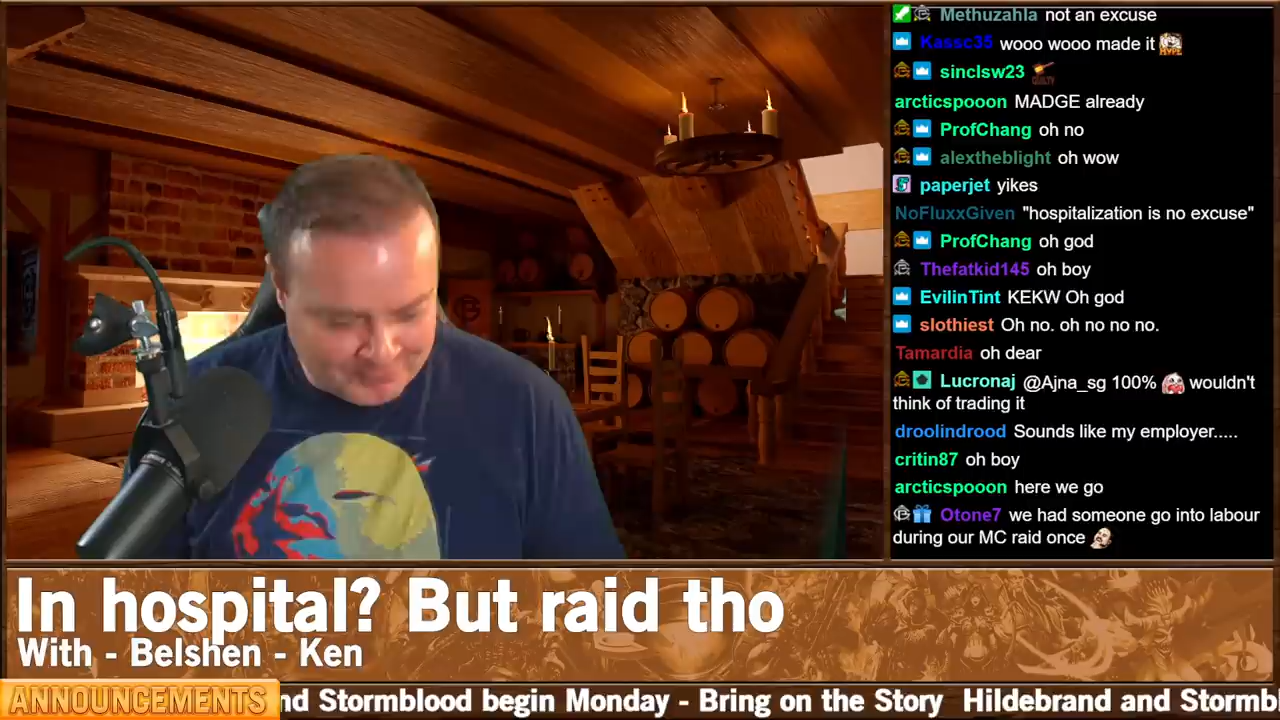 Methuzahla not an excuse
Kassc35 wooo wooo made it
sinclsw23
arcticspooon MADGE already
ProfChang oh no
alextheblight oh wow
paperjet yikes
NoFluxxGiven "hospitalization is no excuse"
ProfChang oh god
Thefatkid145 oh boy
EvilinTint KEKW Oh god
slothiest Oh no. oh no no no.
Tamardia oh dear
Lucronaj @Ajna_sg 100% wouldn't
think of trading it
droolindrood Sounds like my employer.....
critin87 oh boy
arcticspooon here we go
Otone7 we had someone go into labour
during our MC raid once
In hospital? But raid tho
With - Belshen - Ken
ANNOUNCEMENTS nd Stormblood begin Monday - Bring on the Story Hildebrand and Stormb